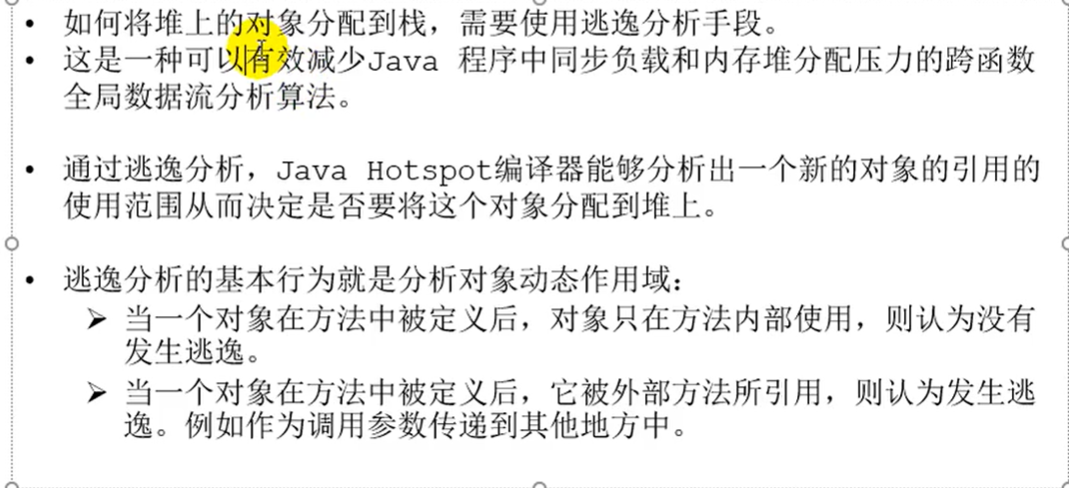 • 如何将堆上的对象分配到栈，需要使用逃逸分析手段。
• 这是一种可以有效减少Java 程序中同步负载和内存堆分配压力的跨函数
全局数据流分析算法。
• 通过逃逸分析，Java Hotspot编译器能够分析出一个新的对象的引用的
使用范围从而决定是否要将这个对象分配到堆上。
• 逃逸分析的基本行为就是分析对象动态作用域：
➢ 当一个对象在方法中被定义后，对象只在方法内部使用，则认为没有
发生逃逸。
➢ 当一个对象在方法中被定义后，它被外部方法所引用，则认为发生逃
逸。例如作为调用参数传递到其他地方中。